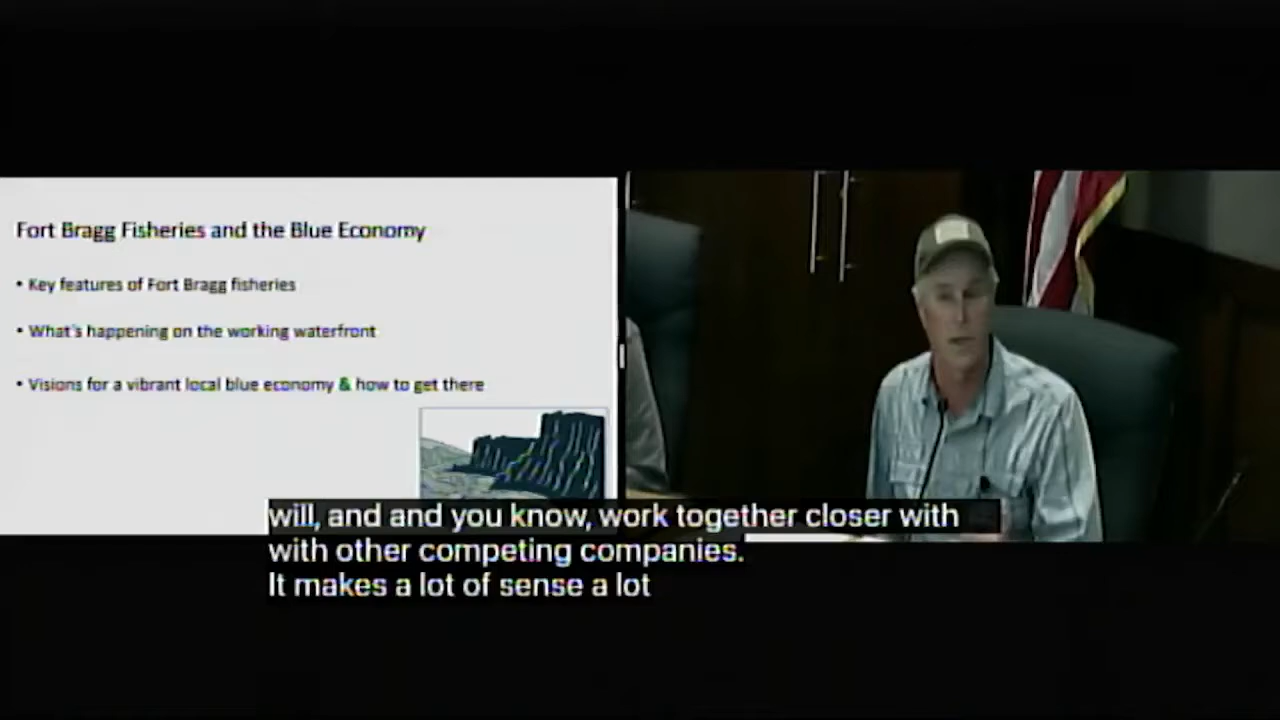 Fort Bragg Fisheries and the Blue Economy
• Key features of Fort Bragg fisheries
• What's happening on the working waterfront
• Visions for a vibrant local blue economy & how to get there
will, and and you know, work together closer with
with other competing companies.
It makes a lot of sense a lot